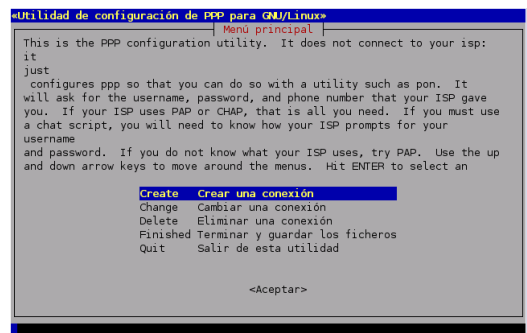 «Utilidad de configuración de PPP para GNU/Linux»
Menú principal
This is the PPP configuration utility.  It does not connect to your isp:
it
just
configures ppp so that you can do so with a utility such as pon.  It
will ask for the username, password, and phone number that your ISP gave
you.  If your ISP uses PAP or CHAP, that is all you need.  If you must use
a chat script, you will need to know how your ISP prompts for your
username
and password.  If you do not know what your ISP uses, try PAP.  Use the up
and down arrow keys to move around the menus.  Hit ENTER to select an
Create Crear una conexión
Change Cambiar una conexión
Delete Eliminar una conexión
Finished Terminar y guardar los ficheros
Quit Salir de esta utilidad
<Aceptar>